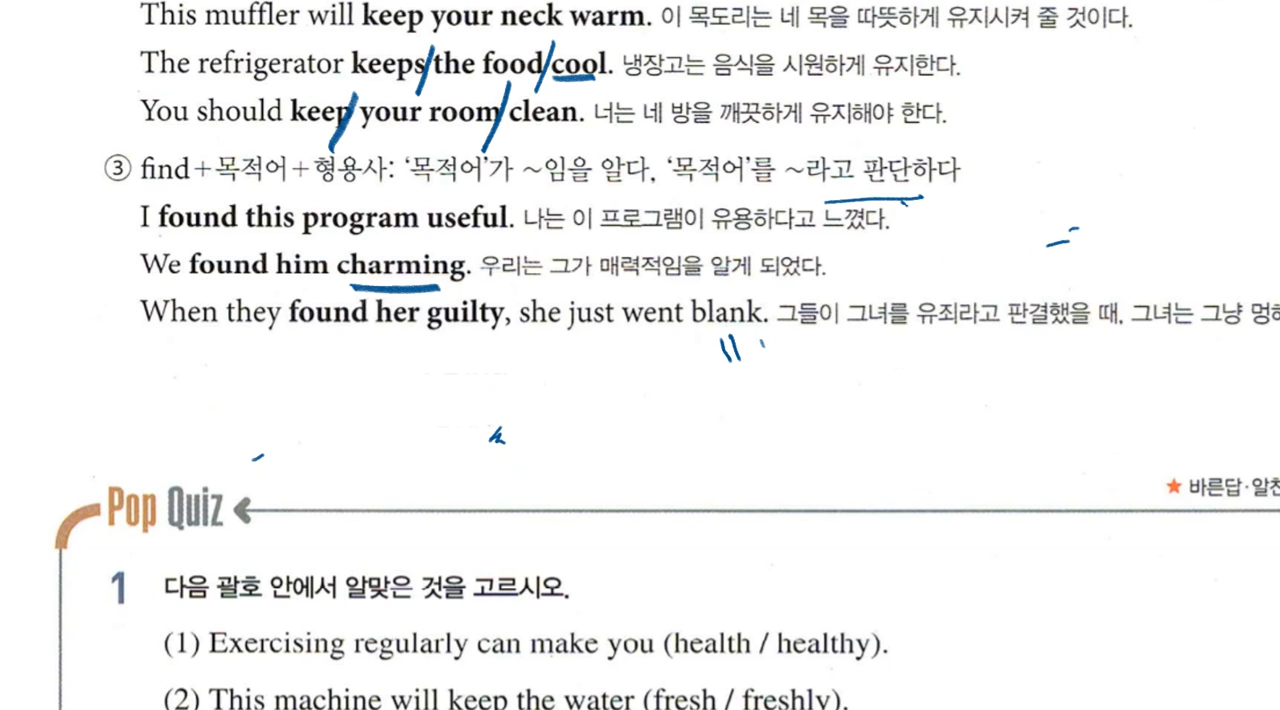 This muffler will keep your neck warm. 이 목도리는 네 목을 따뜻하게 유지시켜 줄 것이다.
The refrigerator keeps the food cool. 냉장고는 음식을 시원하게 유지한다.
You should keep your room clean. 너는 네 방을 깨끗하게 유지해야 한다.
③ find+목적어+형용사: ‘목적어’가 ~임을 알다, ‘목적어’를 ~라고 판단하다
I found this program useful. 나는 이 프로그램이 유용하다고 느꼈다.
We found him charming. 우리는 그가 매력적임을 알게 되었다.
When they found her guilty, she just went blank. 그들이 그녀를 유죄라고 판결했을 때, 그녀는 그냥
Pop Quiz
★ 바른답·알찬
1 다음 괄호 안에서 알맞은 것을 고르시오.
(1) Exercising regularly can make you (health / healthy).
(2) This machine will keep the water (fresh / freshly).